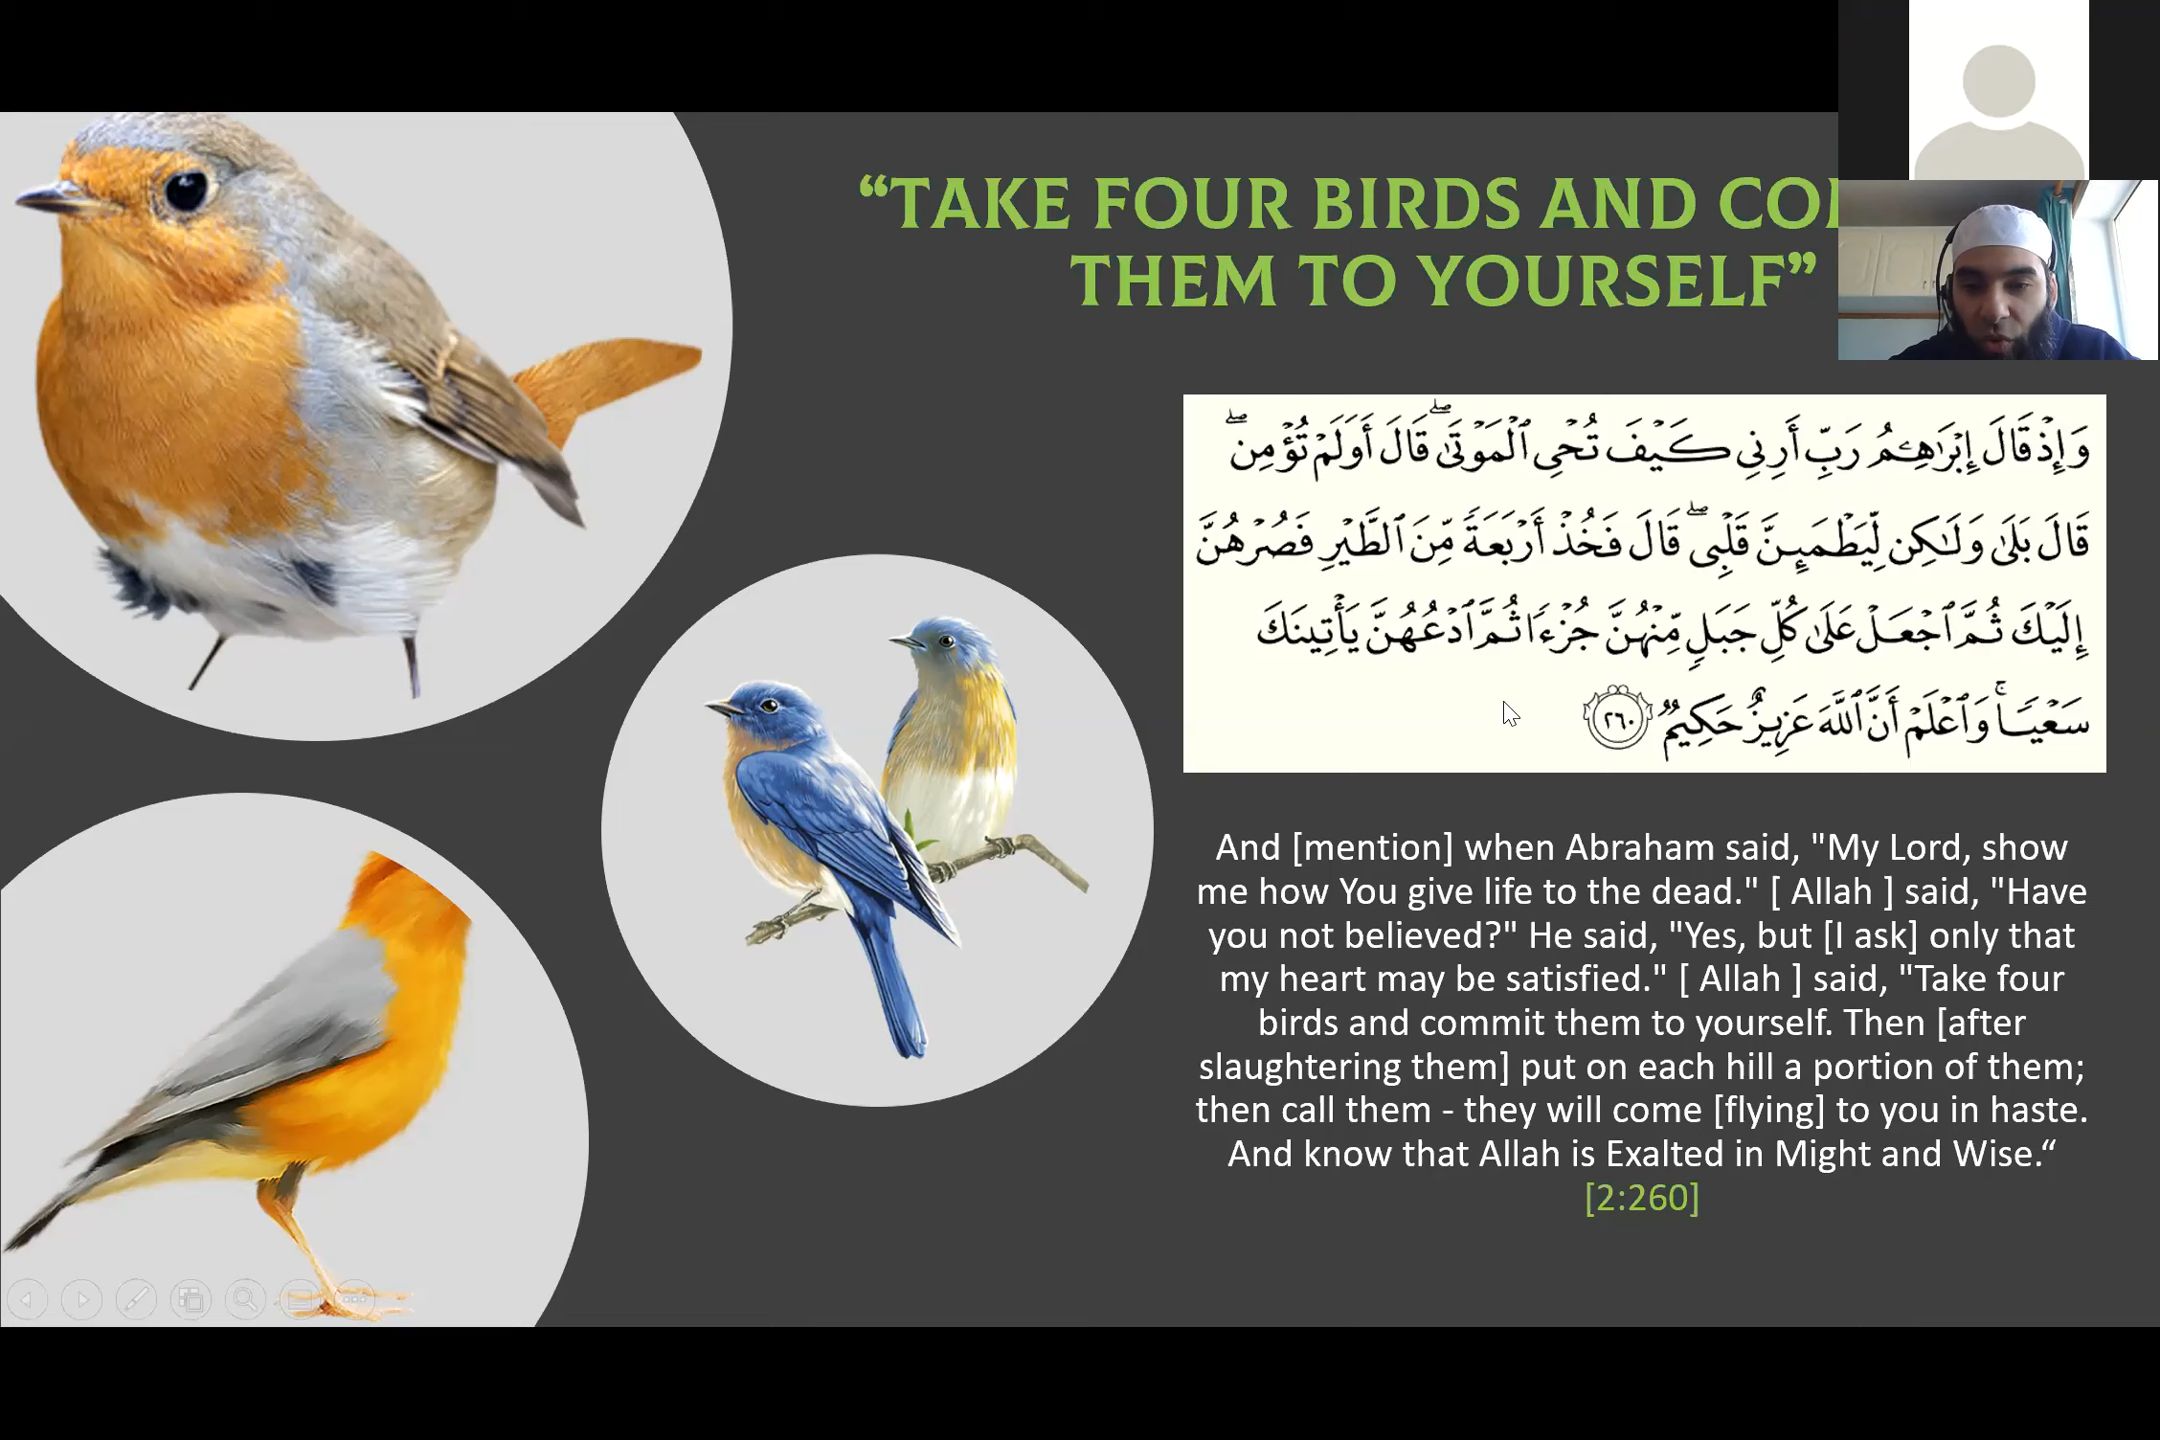 “TAKE FOUR BIRDS AND
THEM TO YOURSELF”
وَإِذْ قَالَ إِبْرَٰهِـۧمُ رَبِّ أَرِنِي كَيْفَ تُحْىِ ٱلْمَوْتَىٰ ۖ قَالَ أَوَلَمْ تُؤْمِن ۖ
قَالَ بَلَىٰ وَلَـٰكِن لِّيَطْمَئِنَّ قَلْبِى ۖ قَالَ فَخُذْ أَرْبَعَةً مِّنَ ٱلطَّيْرِ فَصُرْهُنَّ
إِلَيْكَ ثُمَّ ٱجْعَلْ عَلَىٰ كُلِّ جَبَلٍ مِّنْهُنَّ جُزْءًا ثُمَّ ٱدْعُهُنَّ يَأْتِينَكَ
سَعْيًا ۚ وَٱعْلَمْ أَنَّ ٱللَّهَ عَزِيزٌ حَكِيمٌ ٢٦٠
And [mention] when Abraham said, "My Lord, show
me how You give life to the dead." [ Allah ] said, "Have
you not believed?" He said, "Yes, but [I ask] only that
my heart may be satisfied." [ Allah ] said, "Take four
birds and commit them to yourself. Then [after
slaughtering them] put on each hill a portion of them;
then call them - they will come [flying] to you in haste.
And know that Allah is Exalted in Might and Wise.“
[2:260]